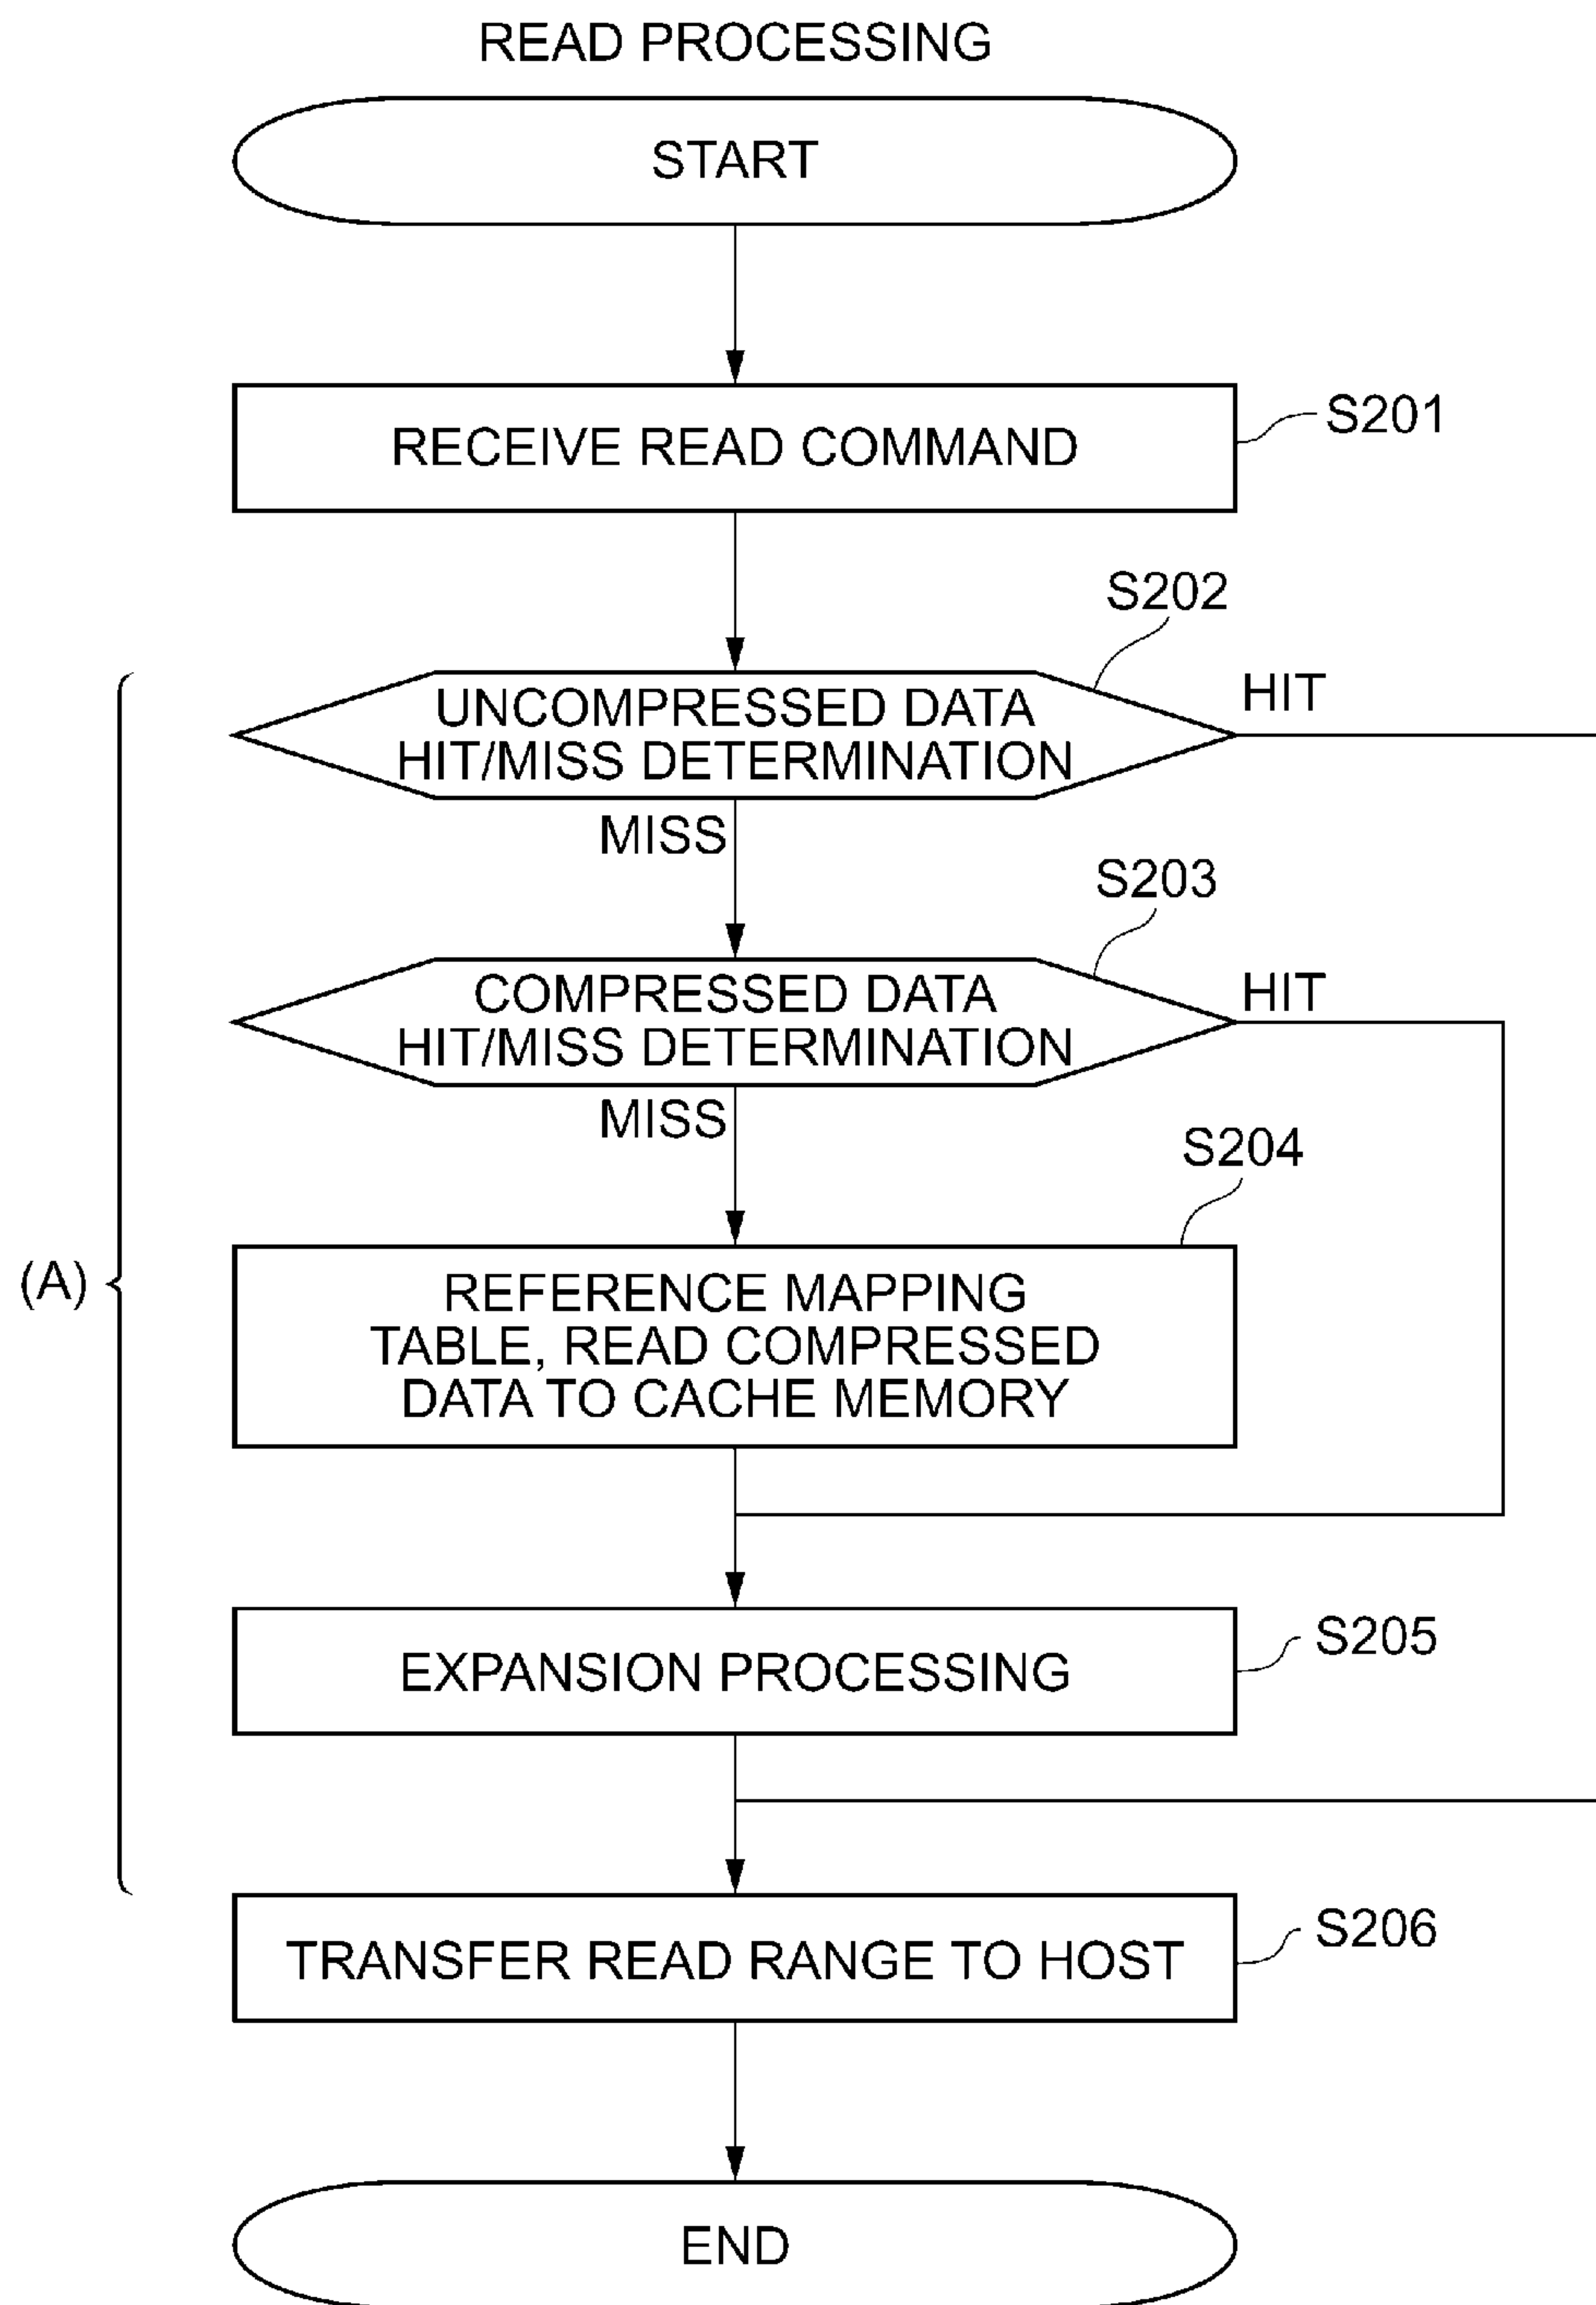 READ PROCESSING
START
RECEIVE READ COMMAND
S201
S202
UNCOMPRESSED DATA
HIT/MISS DETERMINATION
HIT
MISS
S203
COMPRESSED DATA
HIT/MISS DETERMINATION
HIT
MISS
S204
(A)
REFERENCE MAPPING
TABLE, READ COMPRESSED
DATA TO CACHE MEMORY
EXPANSION PROCESSING
S205
TRANSFER READ RANGE TO HOST
S206
END